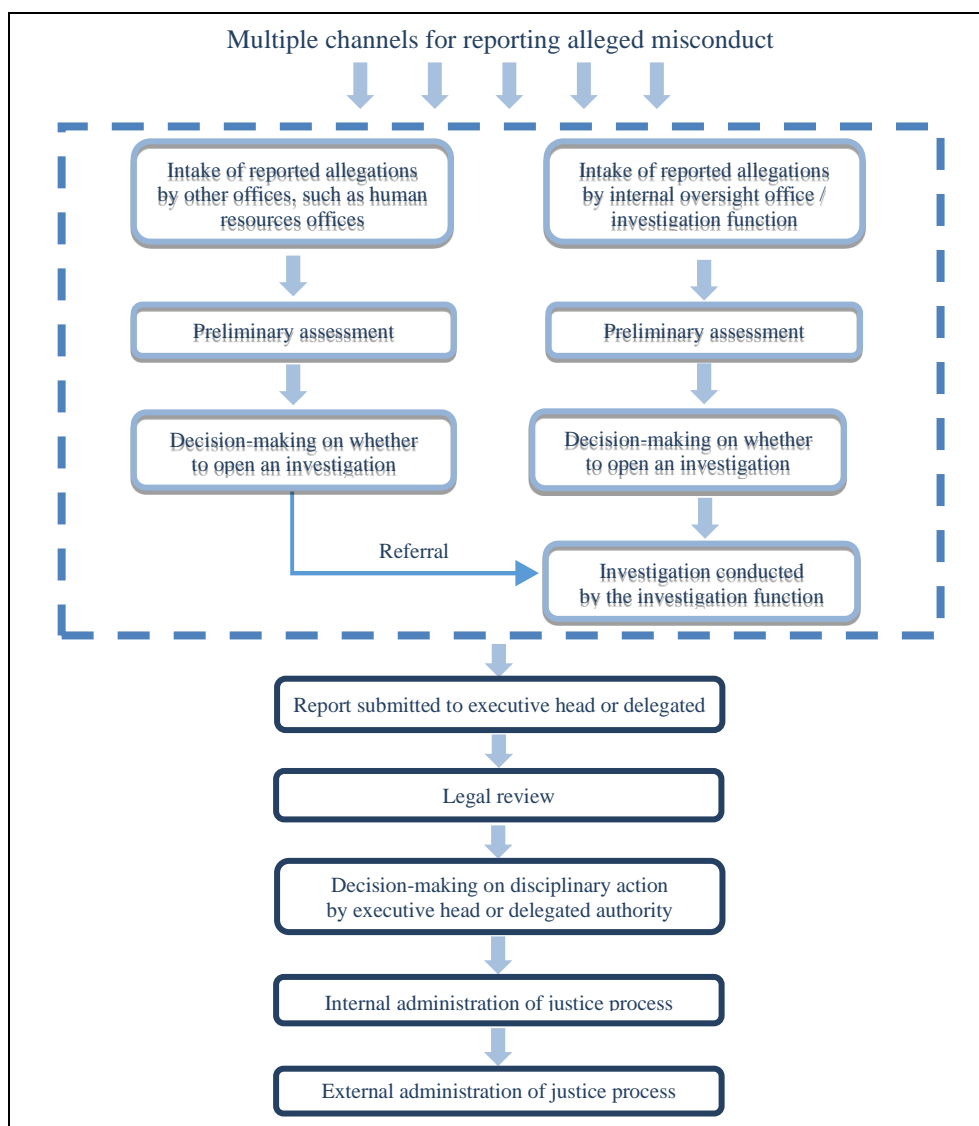 Multiple channels for reporting alleged misconduct
Intake of reported allegations
by other offices, such as human
resources offices
Intake of reported allegations
by internal oversight office /
investigation function
Preliminary assessment
Preliminary assessment
Decision-making on whether
to open an investigation
Decision-making on whether
to open an investigation
Referral
Investigation conducted
by the investigation function
Report submitted to executive head or delegated
Legal review
Decision-making on disciplinary action
by executive head or delegated authority
Internal administration of justice process
External administration of justice process